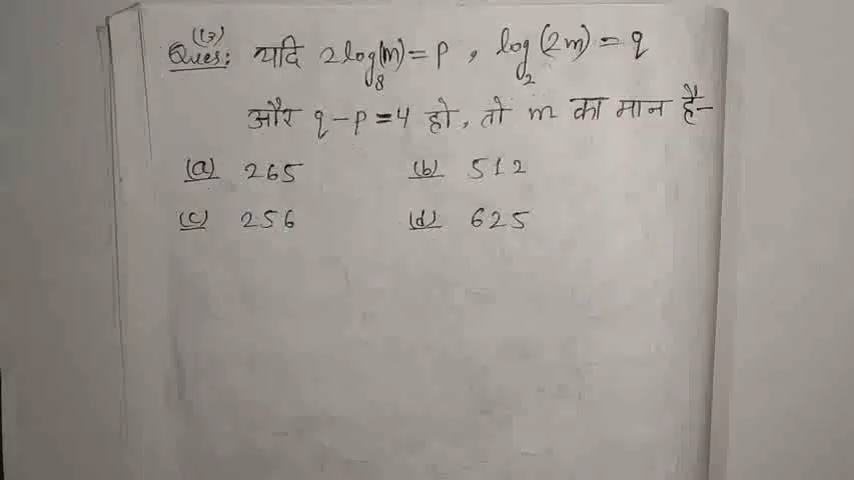 (13)
Ques: यदि 2log₈(m) = p , log₂(2m) = q
और q - p = 4 हो, तो m का मान है-
(a) 265 (b) 512
(c) 256 (d) 625